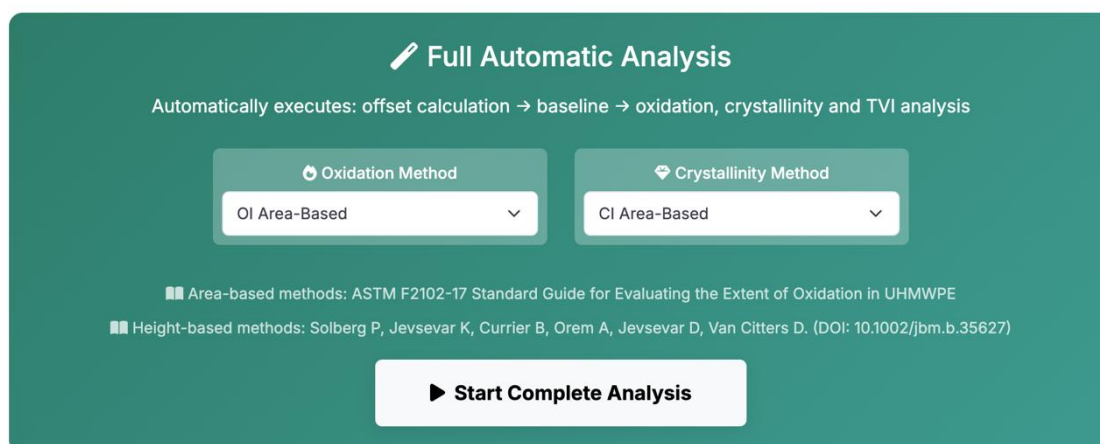 Full Automatic Analysis
Automatically executes: offset calculation → baseline → oxidation, crystallinity and TVI analysis
Oxidation Method
Crystallinity Method
OI Area-Based
CI Area-Based
Area-based methods: ASTM F2102-17 Standard Guide for Evaluating the Extent of Oxidation in UHMWPE
Height-based methods: Solberg P, Jevsevar K, Currier B, Orem A, Jevsevar D, Van Citters D. (DOI: 10.1002/jbm.b.35627)
Start Complete Analysis